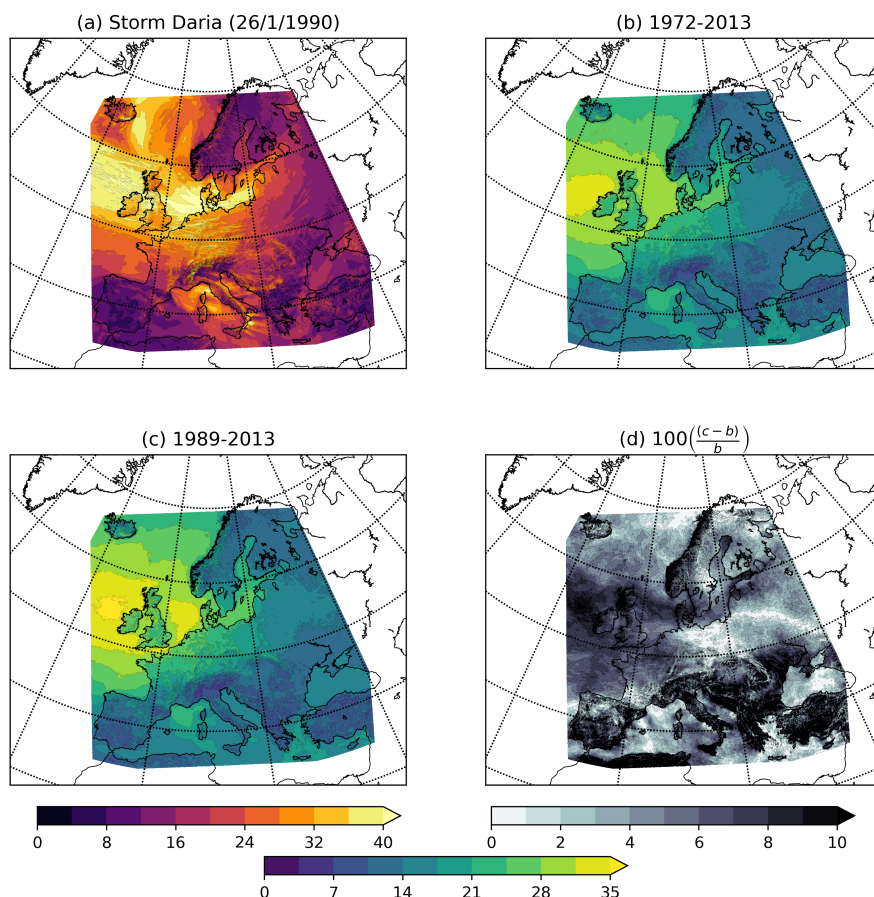 (a) Storm Daria (26/1/1990)
(b) 1972-2013
(c) 1989-2013
(d) 100((c − b)/b)
0 8 16 24 32 40
0 2 4 6 8 10
0 7 14 21 28 35